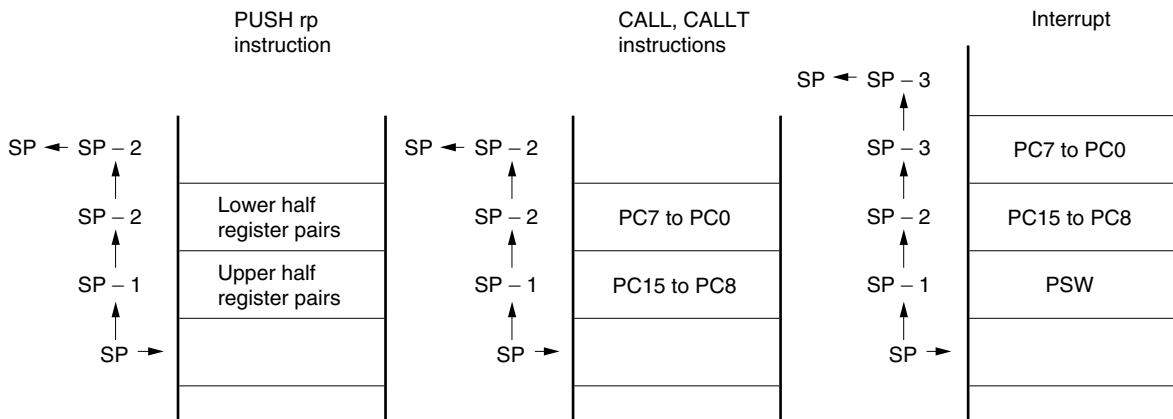 PUSH rp
instruction
SP
SP – 2
SP – 2
Lower half
register pairs
SP – 1
Upper half
register pairs
SP
CALL, CALLT
instructions
SP
SP – 2
SP – 2
PC7 to PC0
SP – 1
PC15 to PC8
SP
Interrupt
SP
SP – 3
SP – 3
PC7 to PC0
SP – 2
PC15 to PC8
SP – 1
PSW
SP